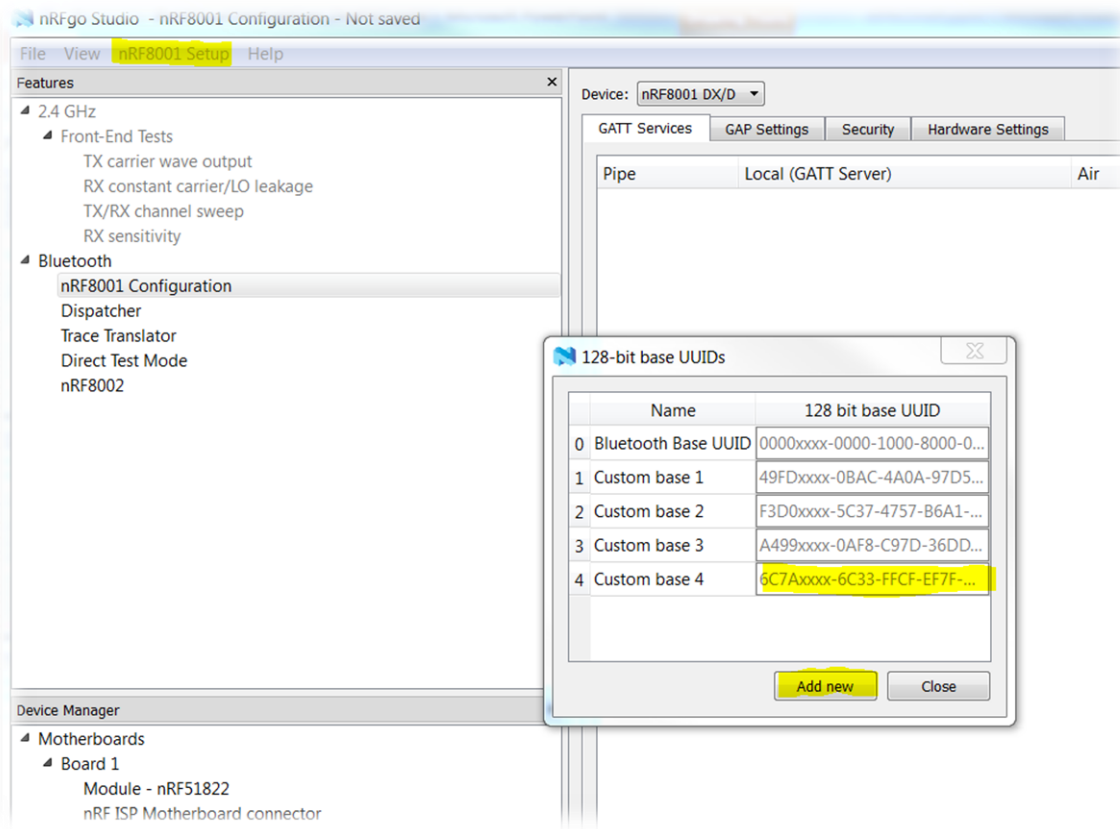 nRFgo Studio - nRF8001 Configuration - Not saved
File View nRF8001 Setup Help
Features
2.4 GHz
Front-End Tests
TX carrier wave output
RX constant carrier/LO leakage
TX/RX channel sweep
RX sensitivity
Bluetooth
nRF8001 Configuration
Dispatcher
Trace Translator
Direct Test Mode
nRF8002
Device Manager
Motherboards
Board 1
Module - nRF51822
nRF ISP Motherboard connector
Device: nRF8001 DX/D
GATT Services GAP Settings Security Hardware Settings
Pipe Local (GATT Server) Air
128-bit base UUIDs
Name 128 bit base UUID
0 Bluetooth Base UUID 0000xxxx-0000-1000-8000-0...
1 Custom base 1 49FDxxxx-0BAC-4A0A-97D5...
2 Custom base 2 F3D0xxxx-5C37-4757-B6A1-...
3 Custom base 3 A499xxxx-0AF8-C97D-36DD...
4 Custom base 4 6C7Axxxx-6C33-FFCF-EF7F-...
Add new Close